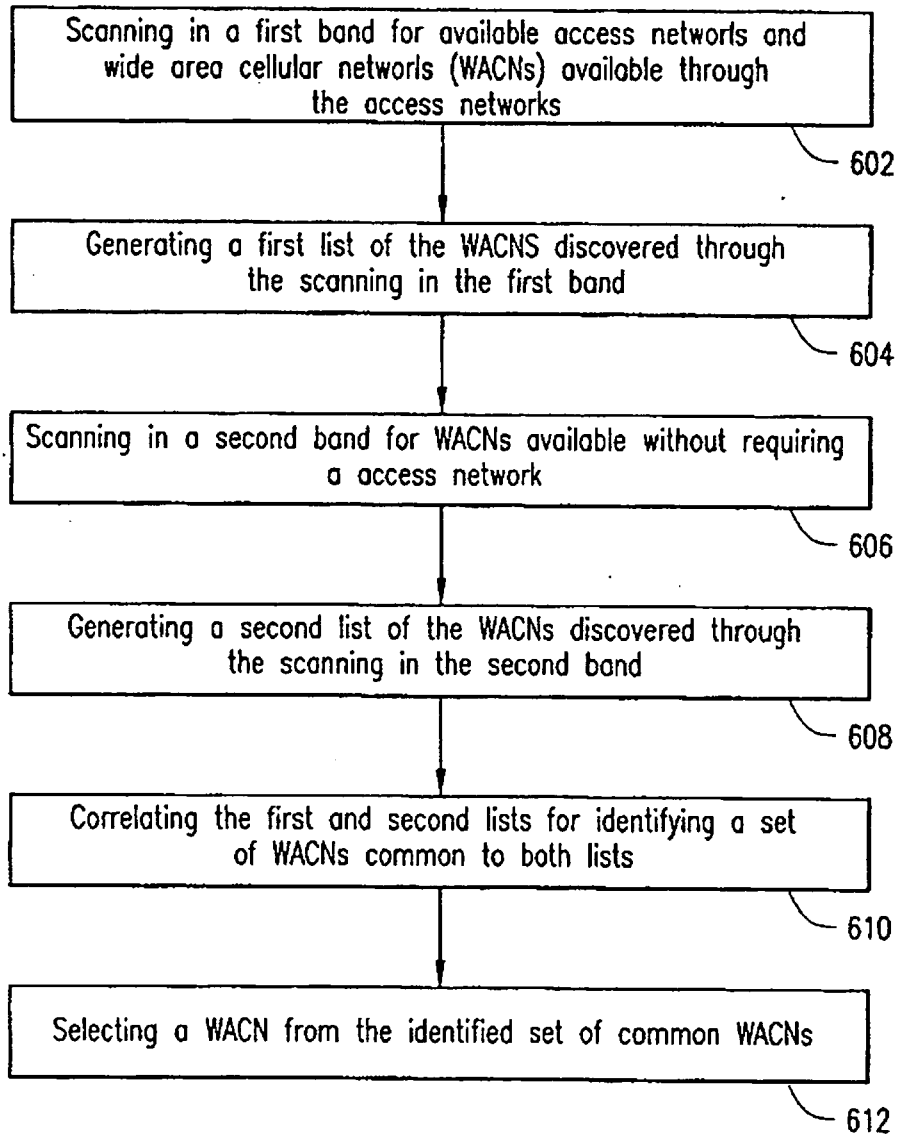 Scanning in a first band for available access networls and
wide area cellular networls (WACNs) available through
the access networks
602
Generating a first list of the WACNS discovered through
the scanning in the first band
604
Scanning in a second band for WACNs available without requiring
a access network
606
Generating a second list of the WACNs discovered through
the scanning in the second band
608
Correlating the first and second lists for identifying a set
of WACNs common to both lists
610
Selecting a WACN from the identified set of common WACNs
612